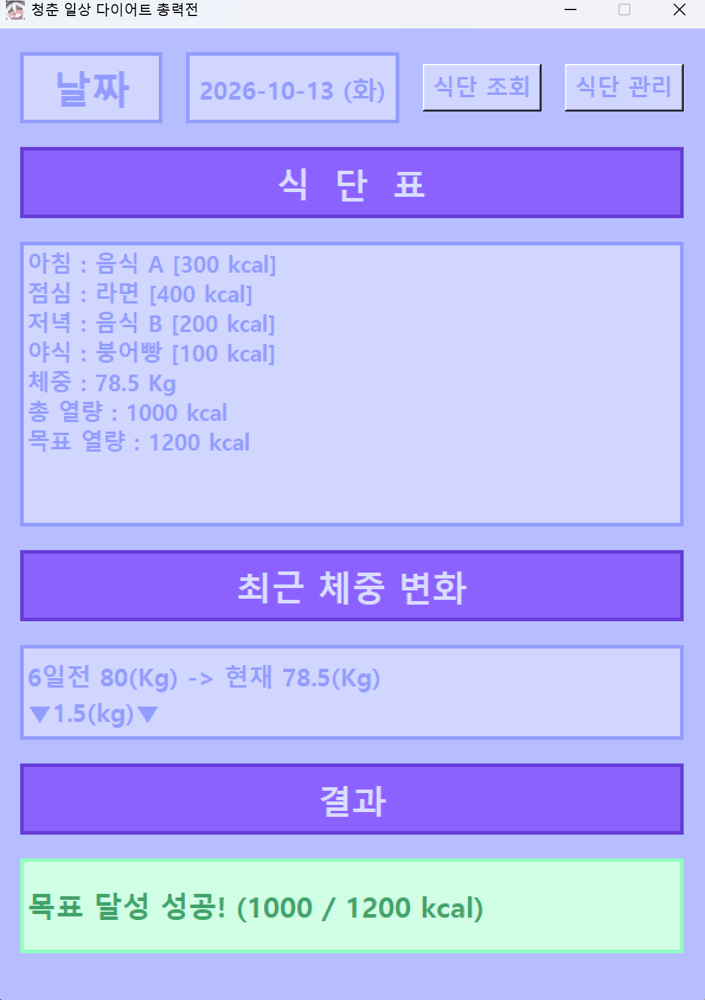 청춘 일상 다이어트 총력전
날짜
2026-10-13 (화)
식단 조회
식단 관리
식 단 표
아침 : 음식 A [300 kcal]
점심 : 라면 [400 kcal]
저녁 : 음식 B [200 kcal]
야식 : 붕어빵 [100 kcal]
체중 : 78.5 Kg
총 열량 : 1000 kcal
목표 열량 : 1200 kcal
최근 체중 변화
6일전 80(Kg) -> 현재 78.5(Kg)
▼1.5(kg)▼
결과
목표 달성 성공! (1000 / 1200 kcal)